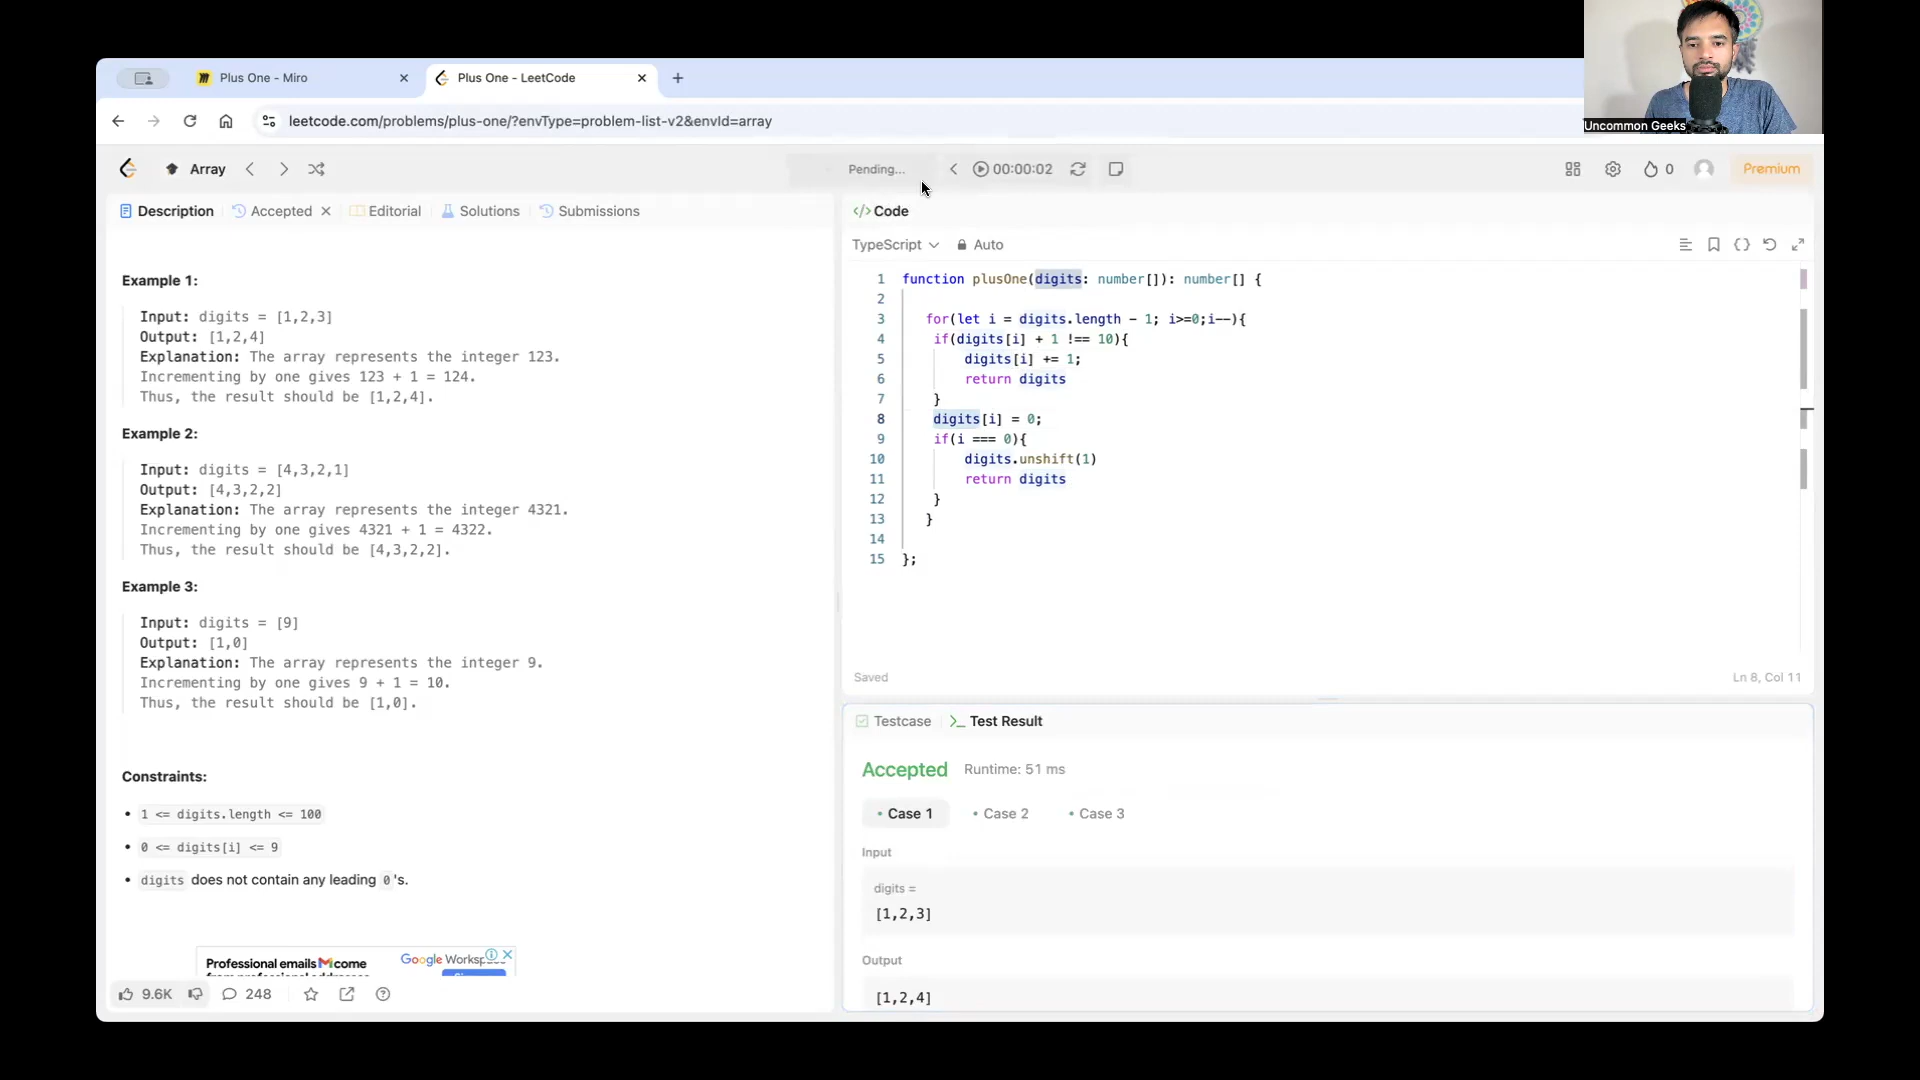 Plus One - Miro
Plus One - LeetCode
leetcode.com/problems/plus-one/?envType=problem-list-v2&envId=array
Uncommon Geeks
Array
Pending...
00:00:02
0
Premium
Description
Accepted
Editorial
Solutions
Submissions
Example 1:
Input: digits = [1,2,3]
Output: [1,2,4]
Explanation: The array represents the integer 123.
Incrementing by one gives 123 + 1 = 124.
Thus, the result should be [1,2,4].
Example 2:
Input: digits = [4,3,2,1]
Output: [4,3,2,2]
Explanation: The array represents the integer 4321.
Incrementing by one gives 4321 + 1 = 4322.
Thus, the result should be [4,3,2,2].
Example 3:
Input: digits = [9]
Output: [1,0]
Explanation: The array represents the integer 9.
Incrementing by one gives 9 + 1 = 10.
Thus, the result should be [1,0].
Constraints:
• 1 <= digits.length <= 100
• 0 <= digits[i] <= 9
• digits does not contain any leading 0's.
Professional emails come
Google Workspace
9.6K
248
</> Code
TypeScript
Auto
1 function plusOne(digits: number[]): number[] {
2
3 for(let i = digits.length - 1; i>=0;i--){
4 if(digits[i] + 1 !== 10){
5 digits[i] += 1;
6 return digits
7 }
8 digits[i] = 0;
9 if(i === 0){
10 digits.unshift(1)
11 return digits
12 }
13 }
14
15 };
Saved
Ln 8, Col 11
Testcase
>_ Test Result
Accepted
Runtime: 51 ms
• Case 1
• Case 2
• Case 3
Input
digits =
[1,2,3]
Output
[1,2,4]